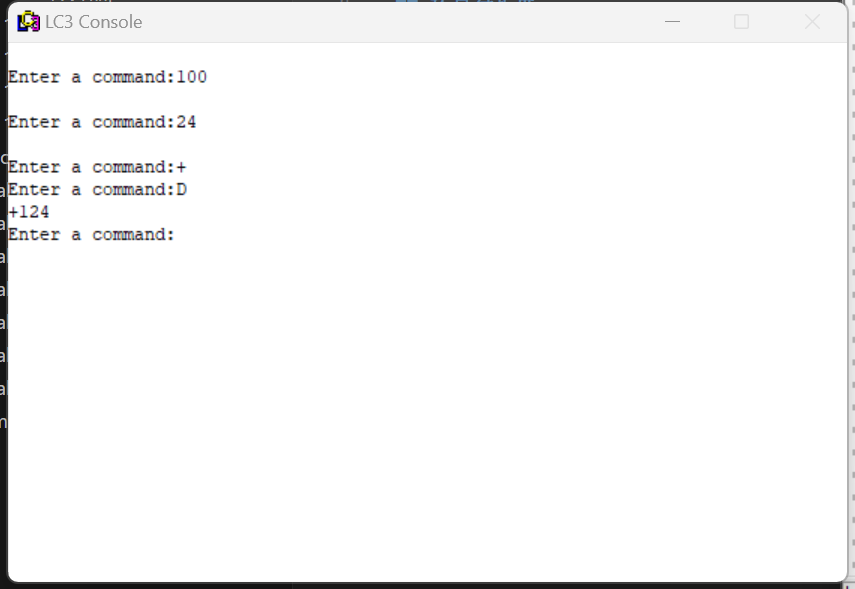 LC3 Console
Enter a command:100
Enter a command:24
Enter a command:+
Enter a command:D
+124
Enter a command: